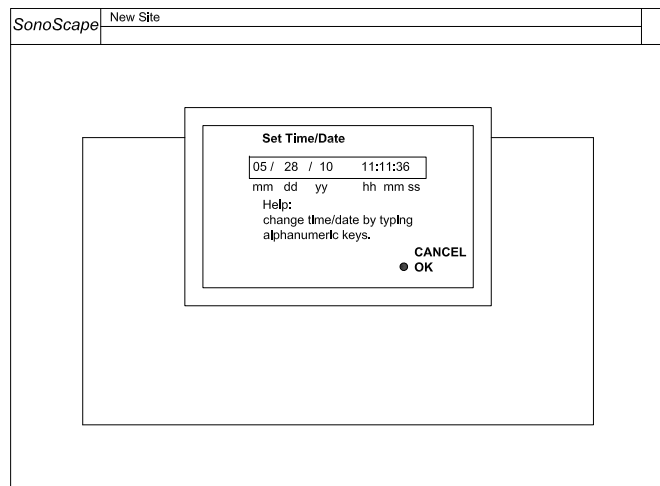 SonoScape
New Site
Set Time/Date
05 / 28 / 10 11:11:36
mm dd yy hh mm ss
Help:
change time/date by typing
alphanumeric keys.
CANCEL
OK